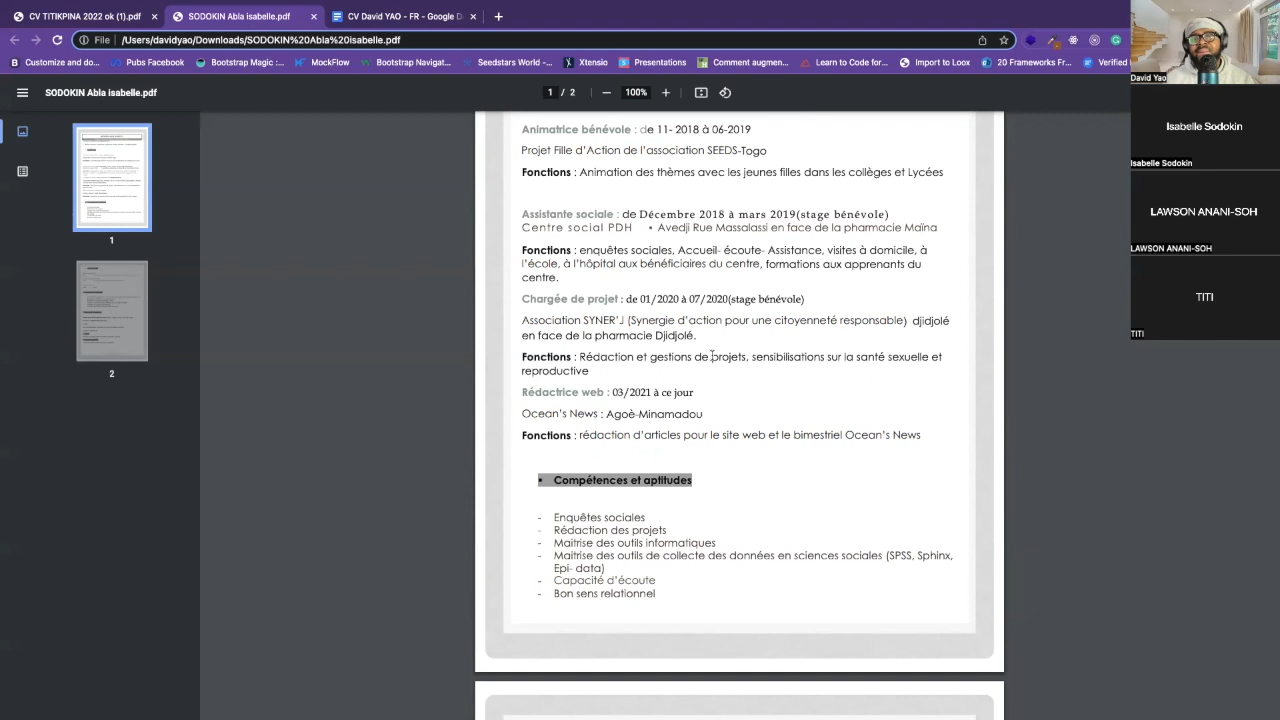 CV TITIKPINA 2022 ok (1).pdf
SODOKIN Abla isabelle.pdf
CV David YAO - FR - Google D
File
/Users/davidyao/Downloads/SODOKIN%20Abla%20isabelle.pdf
Customize and do...
Pubs Facebook
Bootstrap Magic :...
MockFlow
Bootstrap Navigat...
Seedstars World -...
Xtensio
Presentations
Comment augmen...
Learn to Code for...
Import to Loox
20 Frameworks Fr...
Verified
SODOKIN Abla isabelle.pdf
1 / 2
100%
1
2
Animatrice bénévole : de 11- 2018 à 06-2019
Projet Fille d'Action de l'association SEEDS-Togo
Fonctions : Animation des thèmes avec les jeunes filles dans les collèges et Lycées
Assistante sociale : de Décembre 2018 à mars 2019(stage bénévole)
Centre social PDH • Avedji Rue Massalassi en face de la pharmacie Maïna
Fonctions : enquêtes sociales, Accueil- écoute- Assistance, visites à domicile, à
l'école, à l'hôpital aux bénéficiaires du centre, formations aux apprenants du
centre.
Chargée de projet : de 01/2020 à 07/2020(stage bénévole)
Association SYNER'J (Synergie d'action pour une citoyenneté responsable) djidjolé
en face de la pharmacie Djidjolé.
Fonctions : Rédaction et gestions de projets, sensibilisations sur la santé sexuelle et
reproductive
Rédactrice web : 03/2021 à ce jour
Ocean's News : Agoè-Minamadou
Fonctions : rédaction d'articles pour le site web et le bimestriel Ocean's News
▪ Compétences et aptitudes
- Enquêtes sociales
- Rédaction des projets
- Maitrise des outils informatiques
- Maitrise des outils de collecte des données en sciences sociales (SPSS, Sphinx,
Epi- data)
- Capacité d'écoute
- Bon sens relationnel
David Yao
Isabelle Sodokin
Isabelle Sodokin
LAWSON ANANI-SOH
LAWSON ANANI-SOH
TITI
TITI